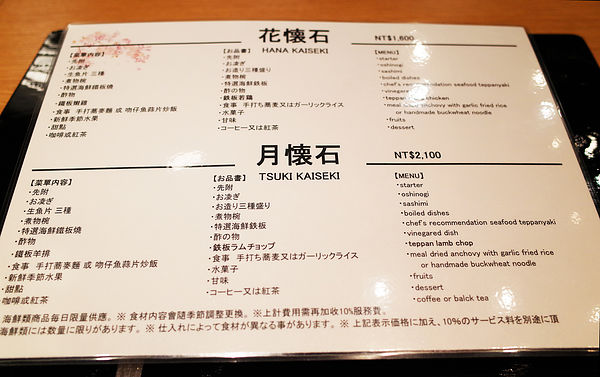 花懐石 NT$1,600
HANA KAISEKI
【菜單內容】
・先附
・お凌ぎ
・生魚片 三種
・煮物椀
・特選海鮮鐵板燒
・酢物
・鐵板嫩雞
・食事 手打蕎麥麵 或 吻仔魚蒜片炒飯
・新鮮季節水果
・甜點
・咖啡或紅茶
【お品書】
・先附
・お凌ぎ
・お造り三種盛り
・煮物椀
・特選海鮮鉄板
・酢の物
・鉄板若鶏
・食事 手打ち蕎麦又はガーリックライス
・水菓子
・甘味
・コーヒー又は紅茶
【MENU】
・starter
・oshinogi
・sashimi
・boiled dishes
・chef's recommendation seafood teppanyaki
・vinegared dish
・teppan chicken
・meal dried anchovy with garlic fried rice
or handmade buckwheat noodle
・fruits
・dessert
月懐石 NT$2,100
TSUKI KAISEKI
【菜單內容】
・先附
・お凌ぎ
・生魚片 三種
・煮物椀
・特選海鮮鐵板燒
・酢物
・鐵板羊排
・食事 手打蕎麥麵 或 吻仔魚蒜片炒飯
・新鮮季節水果
・甜點
・咖啡或紅茶
【お品書】
・先附
・お凌ぎ
・お造り三種盛り
・煮物椀
・特選海鮮鉄板
・酢の物
・鉄板ラムチョップ
・食事 手打ち蕎麦又はガーリックライス
・水菓子
・甘味
・コーヒー又は紅茶
【MENU】
・starter
・oshinogi
・sashimi
・boiled dishes
・chef's recommendation seafood teppanyaki
・vinegared dish
・teppan lamb chop
・meal dried anchovy with garlic fried rice
or handmade buckwheat noodle
・fruits
・dessert
・coffee or balck tea
海鮮類商品每日限量供應。※ 食材內容會隨季節調整更換。※上計費用需再加收10%服務費。
海鮮類には数量に限りがあります。※ 仕入れによって食材が異なる事があります。※ 上記表示価格に加え、10%のサービス料を別途に頂